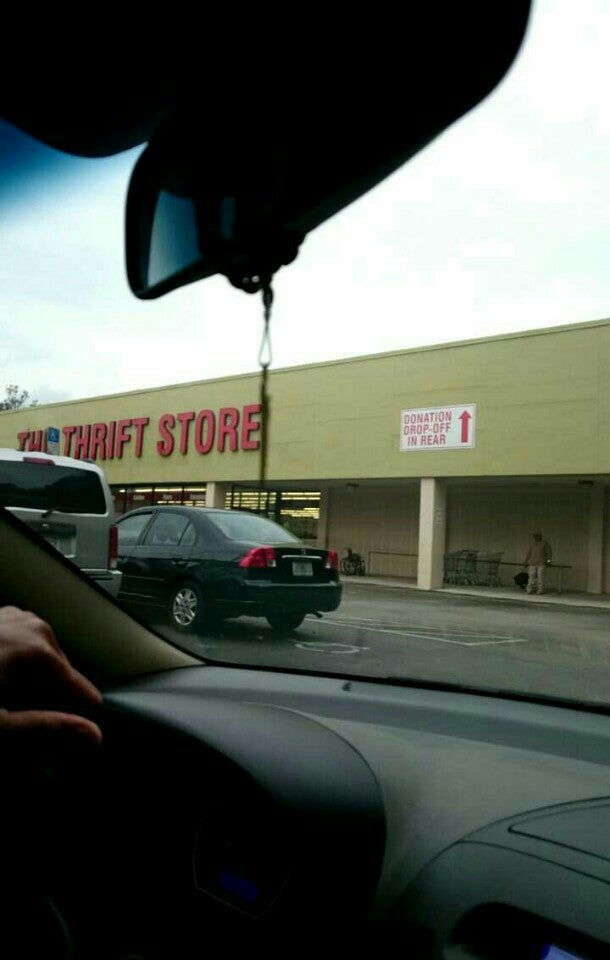 THRIFT STORE
DONATION
DROP-OFF
IN REAR